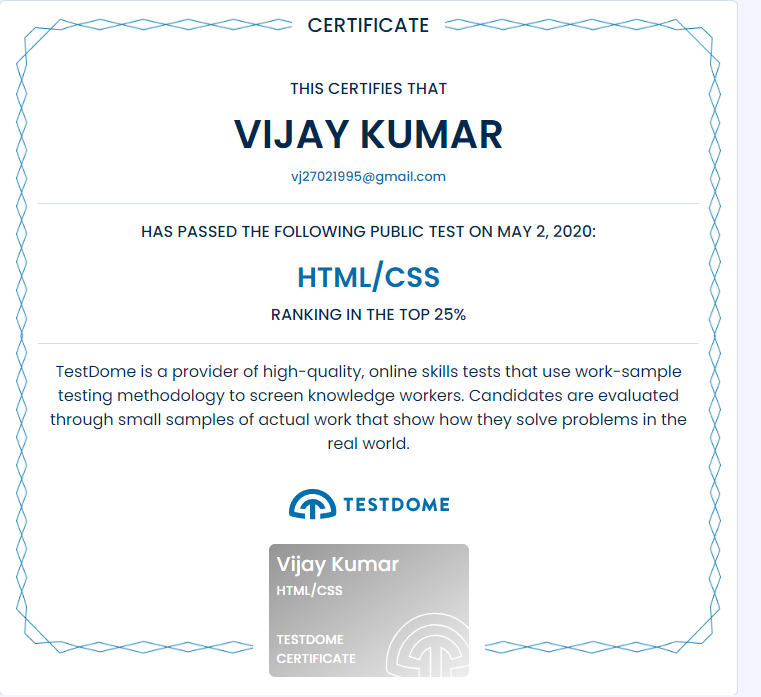 CERTIFICATE
THIS CERTIFIES THAT
VIJAY KUMAR
vj27021995@gmail.com
HAS PASSED THE FOLLOWING PUBLIC TEST ON MAY 2, 2020:
HTML/CSS
RANKING IN THE TOP 25%
TestDome is a provider of high-quality, online skills tests that use work-sample
testing methodology to screen knowledge workers. Candidates are evaluated
through small samples of actual work that show how they solve problems in the
real world.
TESTDOME
Vijay Kumar
HTML/CSS
TESTDOME
CERTIFICATE